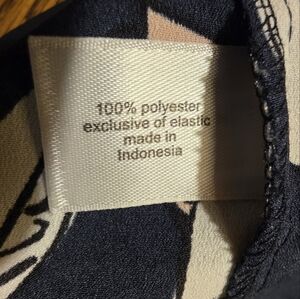 100% polyester
exclusive of elastic
made in
Indonesia